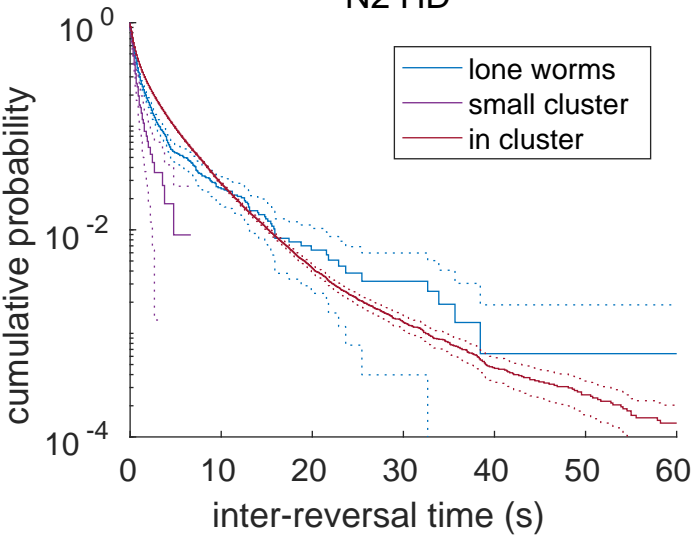 N2 HD
10^0
10^-2
10^-4
cumulative probability
lone worms
small cluster
in cluster
0 10 20 30 40 50 60
inter-reversal time (s)